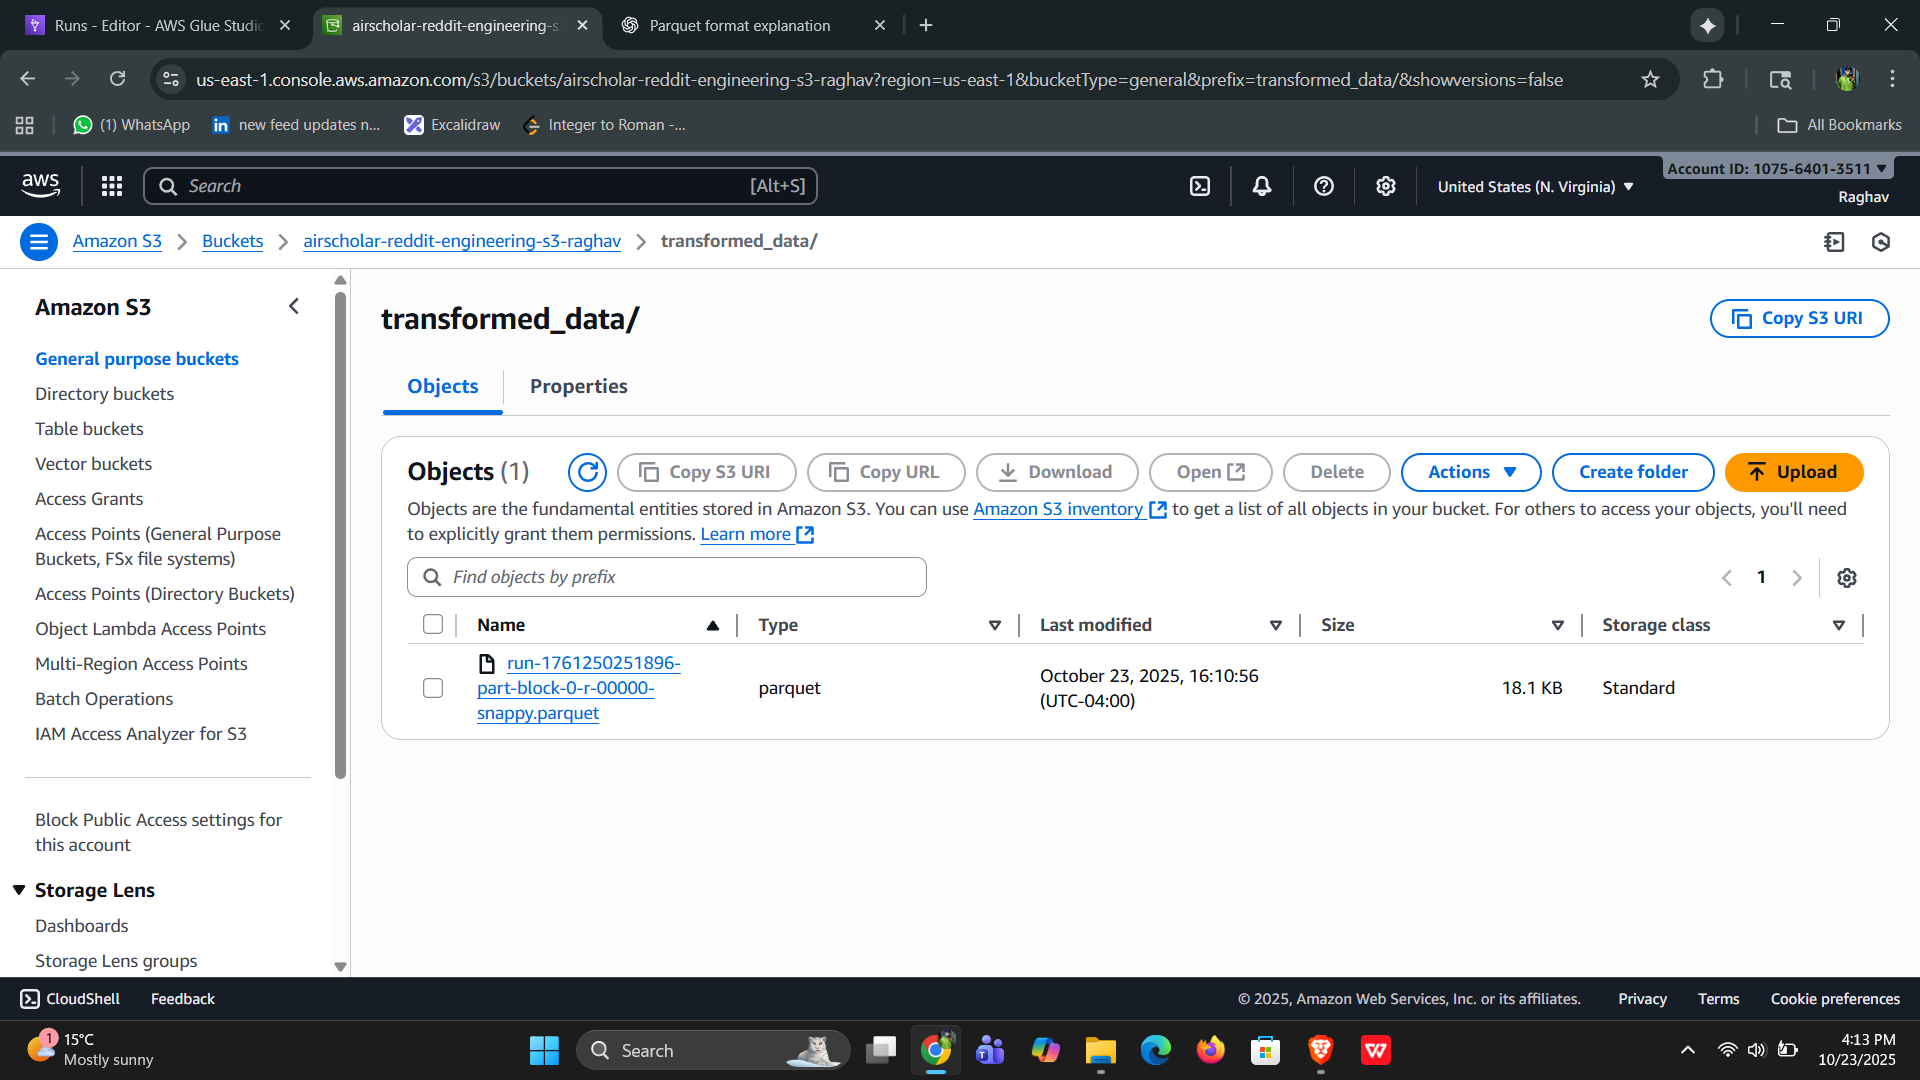 Runs - Editor - AWS Glue Studio
airscholar-reddit-engineering-s
Parquet format explanation
us-east-1.console.aws.amazon.com/s3/buckets/airscholar-reddit-engineering-s3-raghav?region=us-east-1&bucketType=general&prefix=transformed_data/&showversions=false
(1) WhatsApp
new feed updates n...
Excalidraw
Integer to Roman -...
All Bookmarks
aws
Search
[Alt+S]
United States (N. Virginia)
Account ID: 1075-6401-3511
Raghav
Amazon S3
Buckets
airscholar-reddit-engineering-s3-raghav
transformed_data/
Amazon S3
General purpose buckets
Directory buckets
Table buckets
Vector buckets
Access Grants
Access Points (General Purpose
Buckets, FSx file systems)
Access Points (Directory Buckets)
Object Lambda Access Points
Multi-Region Access Points
Batch Operations
IAM Access Analyzer for S3
Block Public Access settings for
this account
Storage Lens
Dashboards
Storage Lens groups
transformed_data/
Copy S3 URI
Objects
Properties
Objects (1)
Copy S3 URI
Copy URL
Download
Open
Delete
Actions
Create folder
Upload
Objects are the fundamental entities stored in Amazon S3. You can use Amazon S3 inventory to get a list of all objects in your bucket. For others to access your objects, you'll need
to explicitly grant them permissions. Learn more
Find objects by prefix
1
Name
Type
Last modified
Size
Storage class
run-1761250251896-
part-block-0-r-00000-
snappy.parquet
parquet
October 23, 2025, 16:10:56
(UTC-04:00)
18.1 KB
Standard
CloudShell
Feedback
© 2025, Amazon Web Services, Inc. or its affiliates.
Privacy
Terms
Cookie preferences
1
15°C
Mostly sunny
Search
4:13 PM
10/23/2025